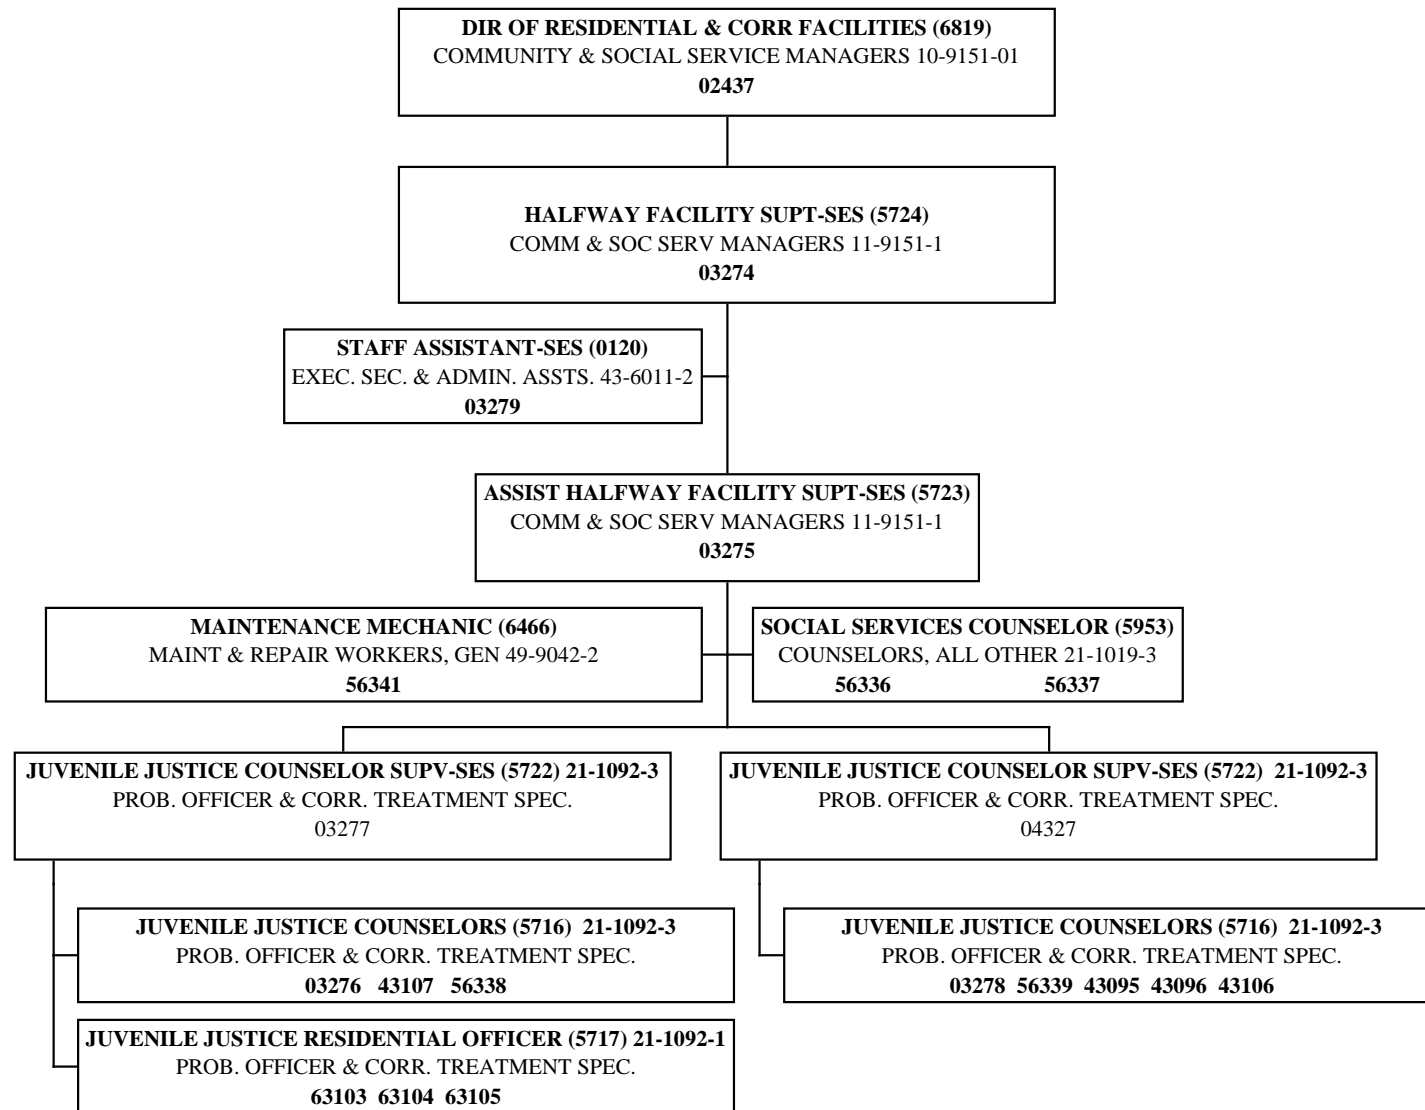 DIR OF RESIDENTIAL & CORR FACILITIES (6819)
COMMUNITY & SOCIAL SERVICE MANAGERS 10-9151-01
02437
HALFWAY FACILITY SUPT-SES (5724)
COMM & SOC SERV MANAGERS 11-9151-1
03274
STAFF ASSISTANT-SES (0120)
EXEC. SEC. & ADMIN. ASSTS. 43-6011-2
03279
ASSIST HALFWAY FACILITY SUPT-SES (5723)
COMM & SOC SERV MANAGERS 11-9151-1
03275
MAINTENANCE MECHANIC (6466)
MAINT & REPAIR WORKERS, GEN 49-9042-2
56341
SOCIAL SERVICES COUNSELOR (5953)
COUNSELORS, ALL OTHER 21-1019-3
56336 56337
JUVENILE JUSTICE COUNSELOR SUPV-SES (5722) 21-1092-3
PROB. OFFICER & CORR. TREATMENT SPEC.
03277
JUVENILE JUSTICE COUNSELORS (5716) 21-1092-3
PROB. OFFICER & CORR. TREATMENT SPEC.
03276 43107 56338
JUVENILE JUSTICE RESIDENTIAL OFFICER (5717) 21-1092-1
PROB. OFFICER & CORR. TREATMENT SPEC.
63103 63104 63105
JUVENILE JUSTICE COUNSELOR SUPV-SES (5722) 21-1092-3
PROB. OFFICER & CORR. TREATMENT SPEC.
04327
JUVENILE JUSTICE COUNSELORS (5716) 21-1092-3
PROB. OFFICER & CORR. TREATMENT SPEC.
03278 56339 43095 43096 43106